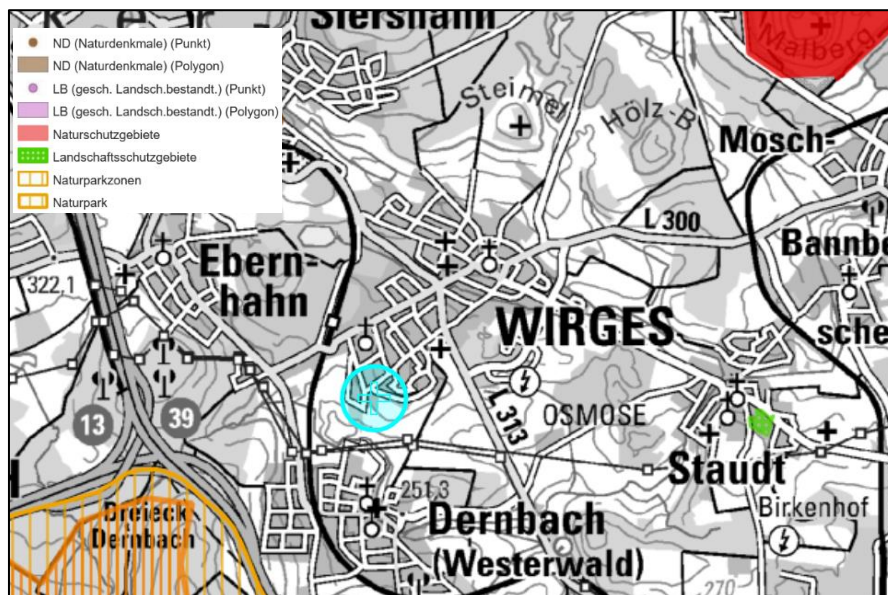 Siershahn
ND (Naturdenkmale) (Punkt)
ND (Naturdenkmale) (Polygon)
LB (gesch. Landsch.bestandt.) (Punkt)
LB (gesch. Landsch.bestandt.) (Polygon)
Naturschutzgebiete
Landschaftsschutzgebiete
Naturparkzonen
Naturpark
Malberg
Steimel
Hölz-B
Mosch-
L 300
Bannb
Ebern-
hahn
322,1
WIRGES
sche
13
39
L 313
OSMOSE
Staudt
251,3
Birkenhof
Dreieck
Dernbach
Dernbach
(Westerwald)
270